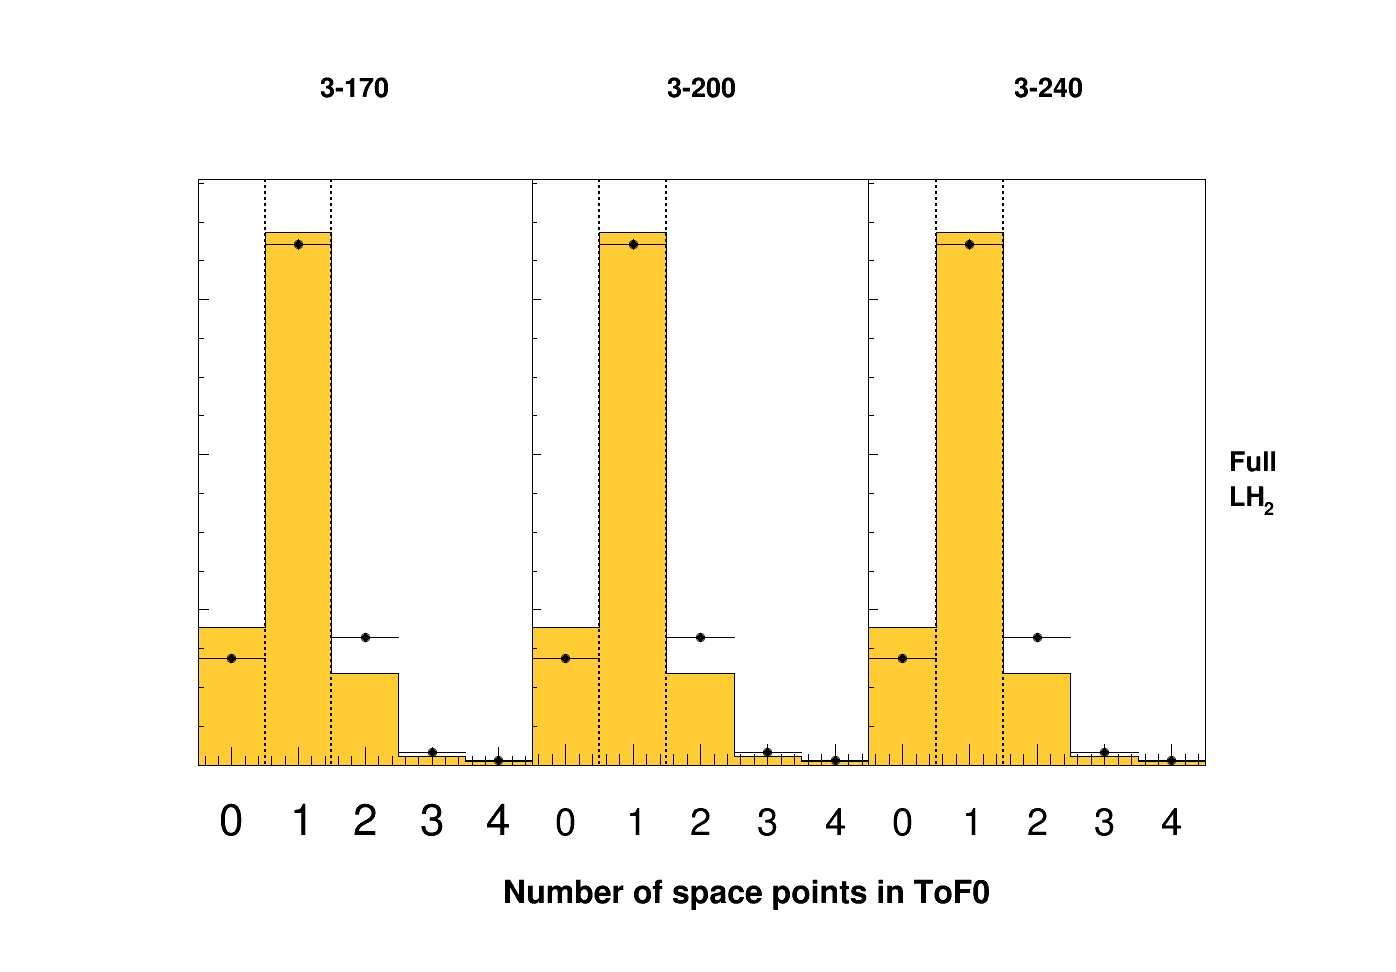 3-170 3-200 3-240
Full
LH₂
0 1 2 3 4 0 1 2 3 4 0 1 2 3 4
Number of space points in ToF0